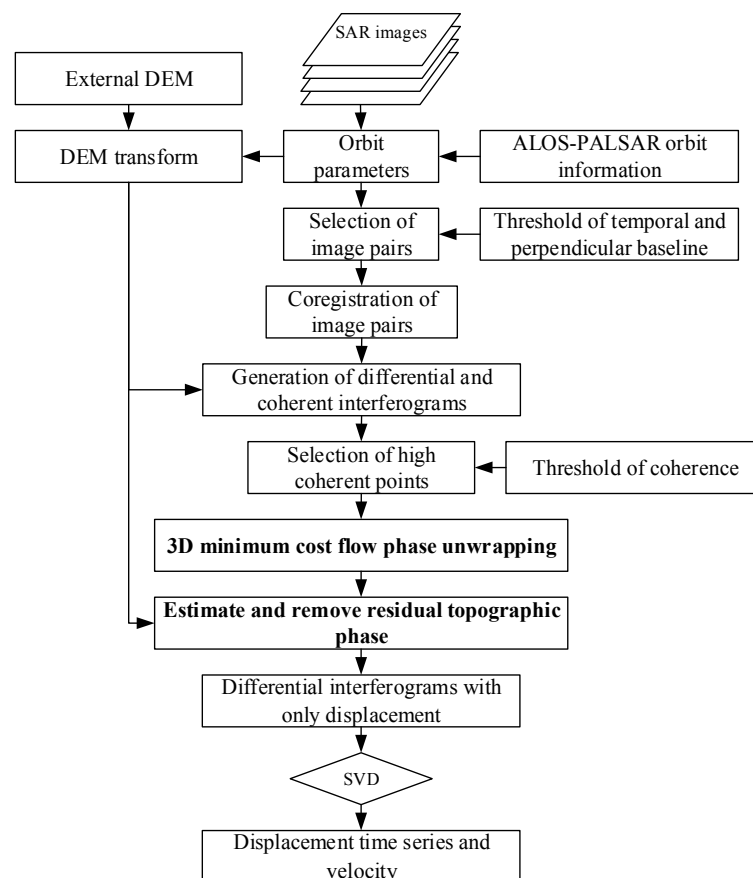 SAR images
External DEM
DEM transform
Orbit
parameters
ALOS-PALSAR orbit
information
Selection of
image pairs
Threshold of temporal and
perpendicular baseline
Coregistration of
image pairs
Generation of differential and
coherent interferograms
Selection of high
coherent points
Threshold of coherence
3D minimum cost flow phase unwrapping
Estimate and remove residual topographic
phase
Differential interferograms with
only displacement
SVD
Displacement time series and
velocity